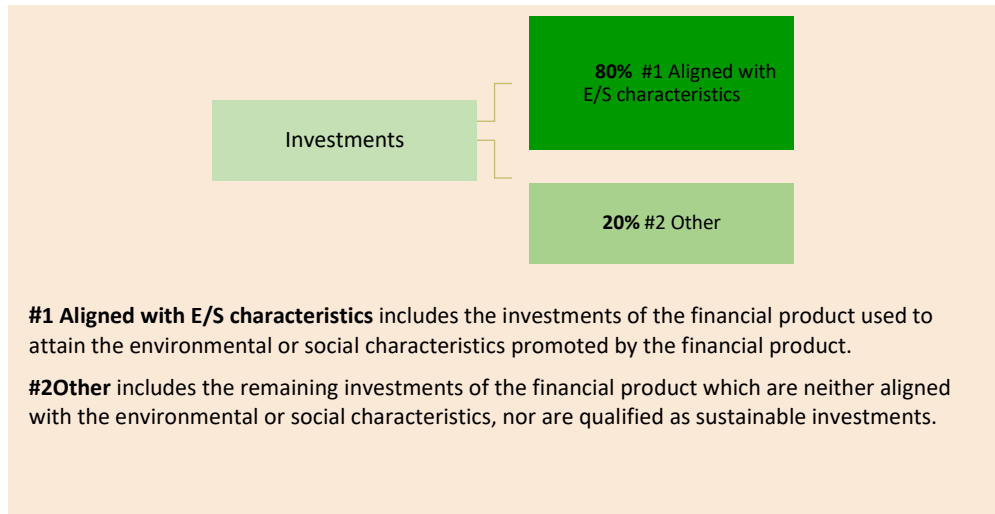 80% #1 Aligned with
E/S characteristics
Investments
20% #2 Other
#1 Aligned with E/S characteristics includes the investments of the financial product used to
attain the environmental or social characteristics promoted by the financial product.
#2Other includes the remaining investments of the financial product which are neither aligned
with the environmental or social characteristics, nor are qualified as sustainable investments.